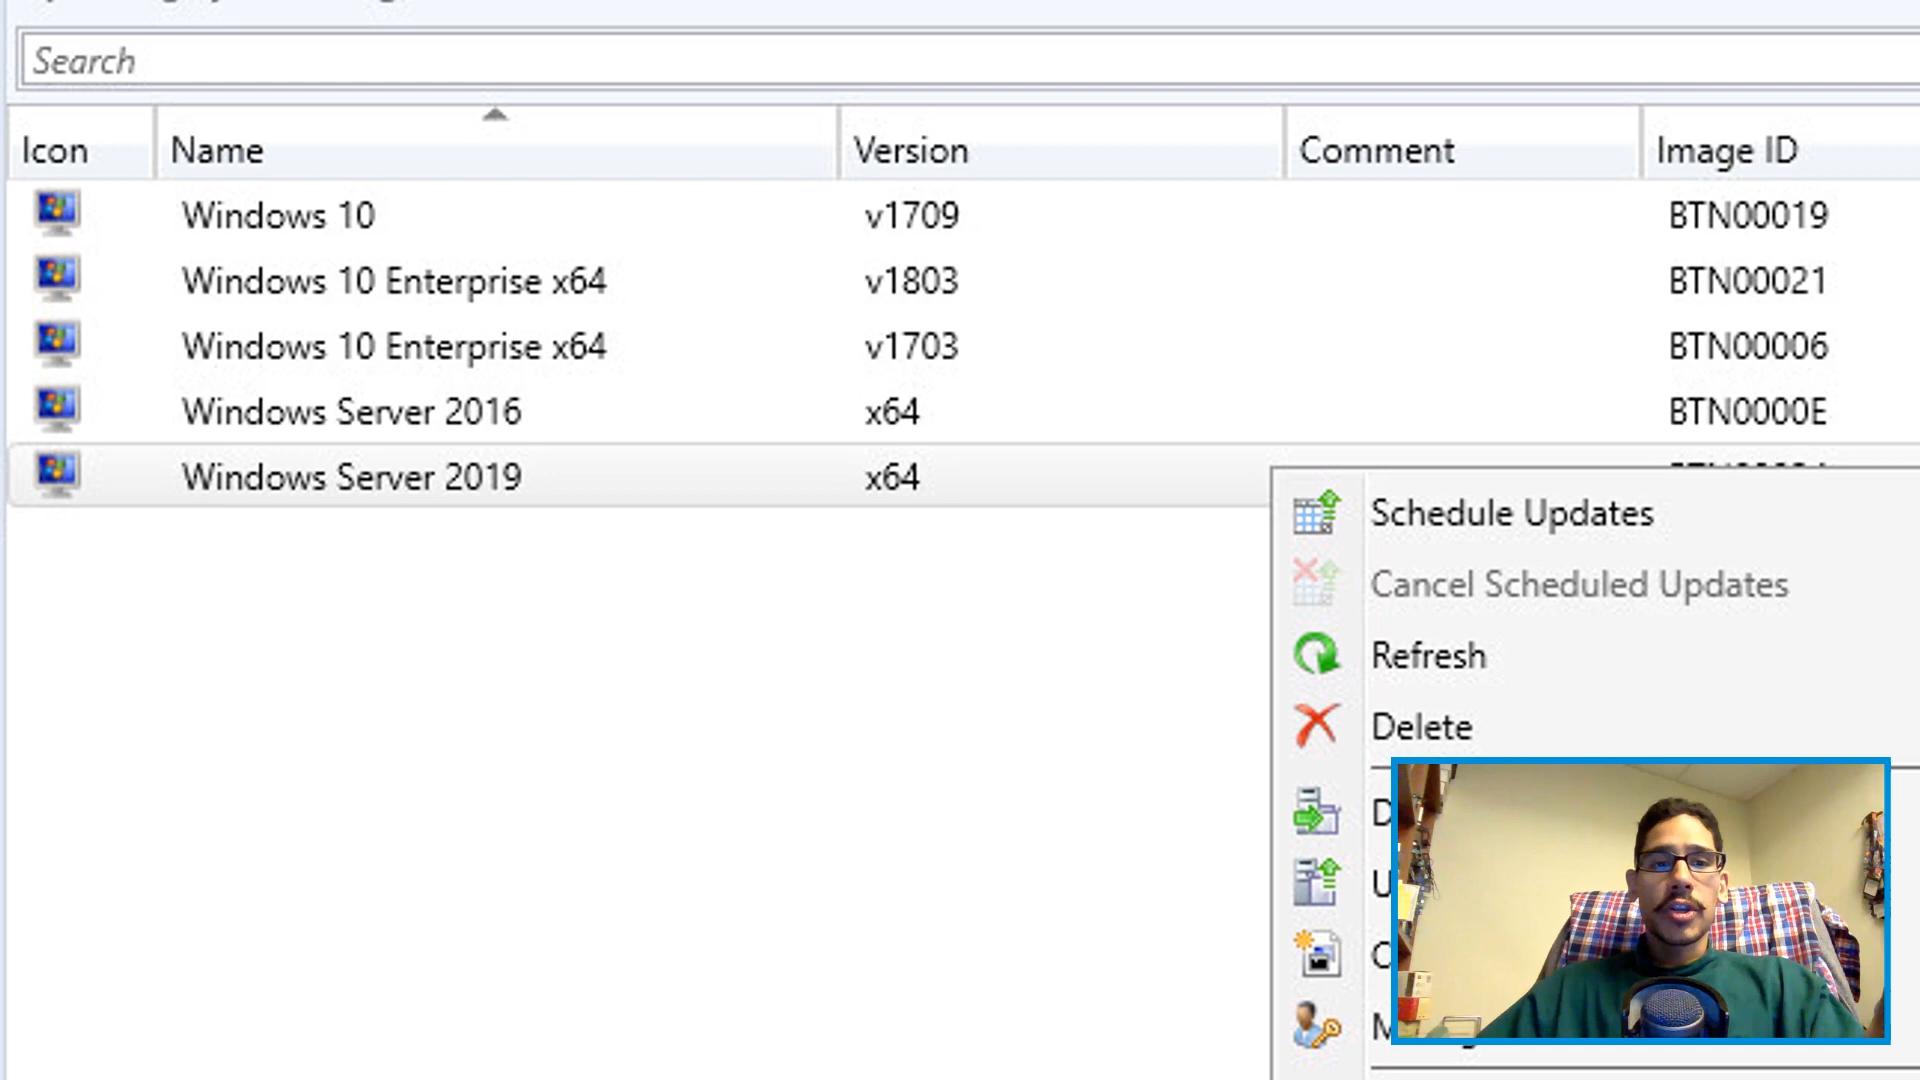 Search
Icon Name Version Comment Image ID
Windows 10 v1709 BTN00019
Windows 10 Enterprise x64 v1803 BTN00021
Windows 10 Enterprise x64 v1703 BTN00006
Windows Server 2016 x64 BTN0000E
Windows Server 2019 x64
Schedule Updates
Cancel Scheduled Updates
Refresh
Delete